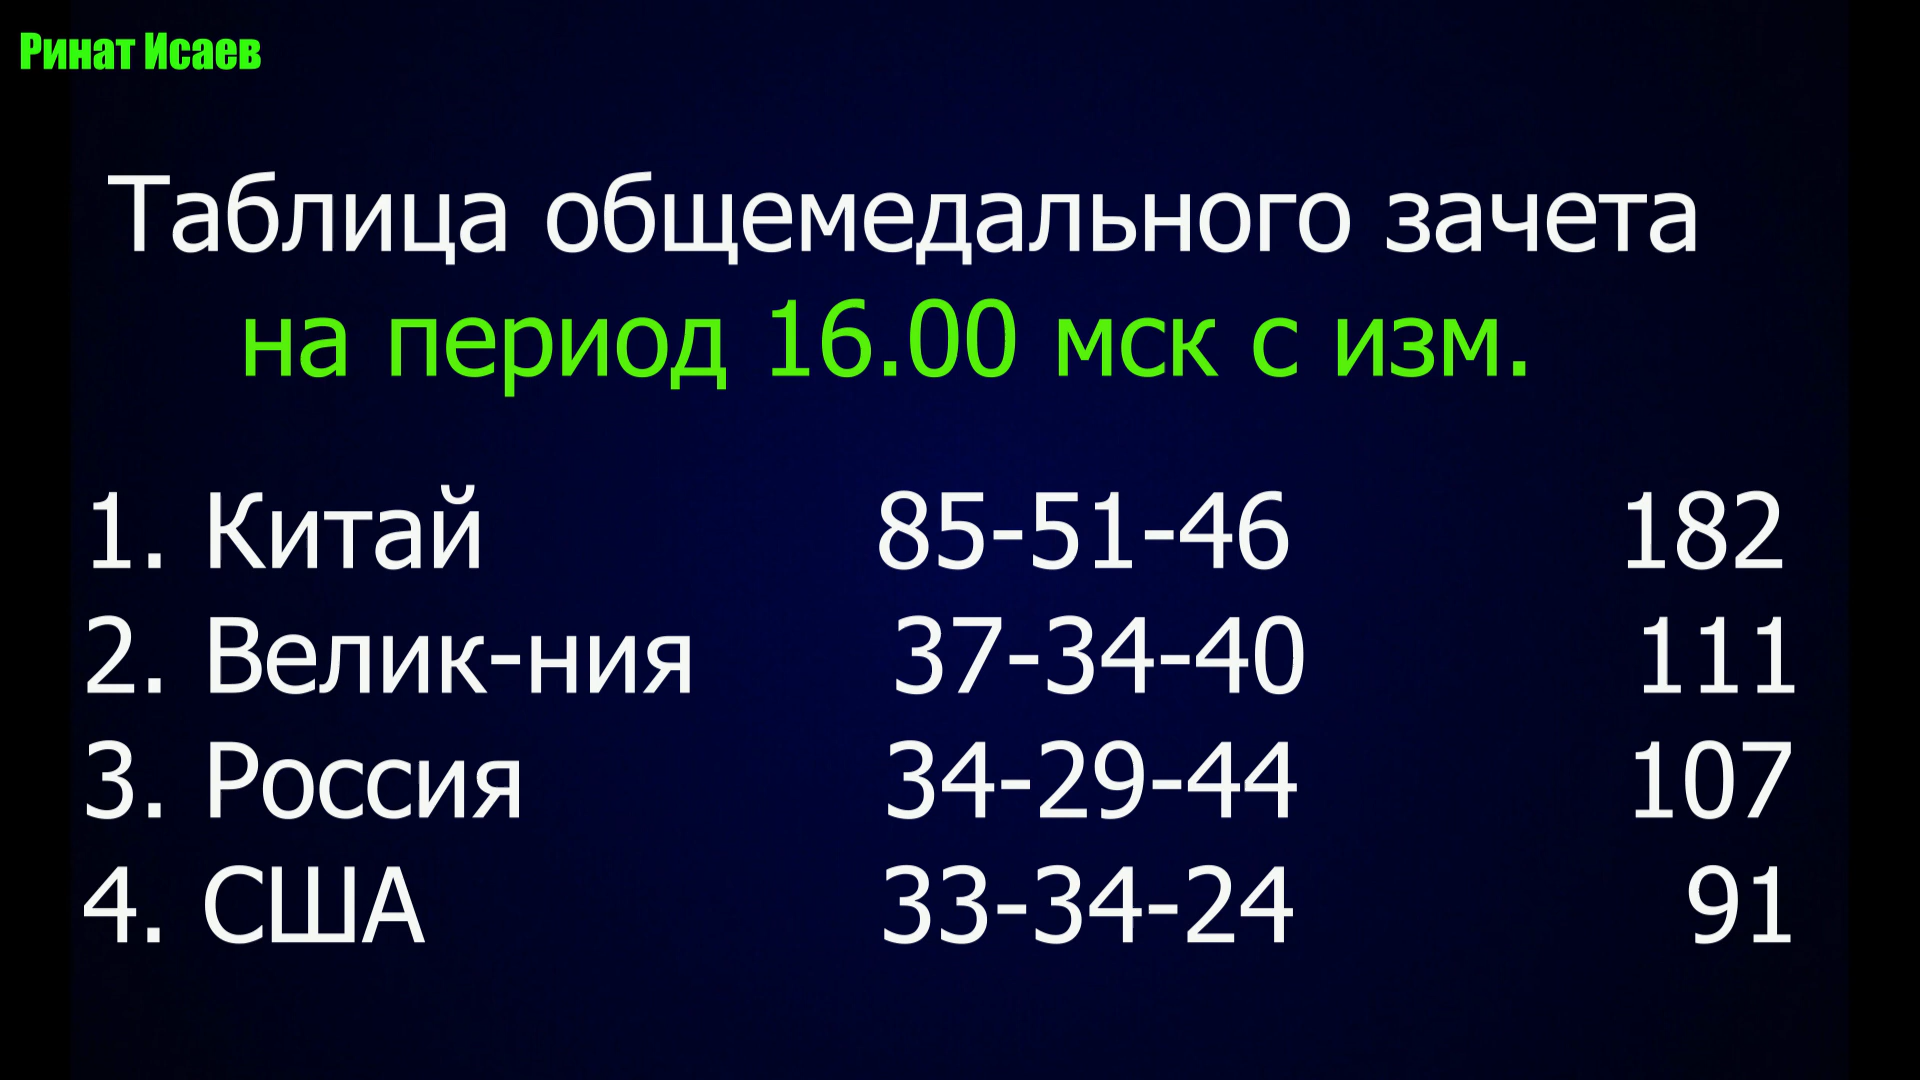 Ринат Исаев
Таблица общемедального зачета
на период 16.00 мск с изм.
1. Китай 85-51-46 182
2. Велик-ния 37-34-40 111
3. Россия 34-29-44 107
4. США 33-34-24 91